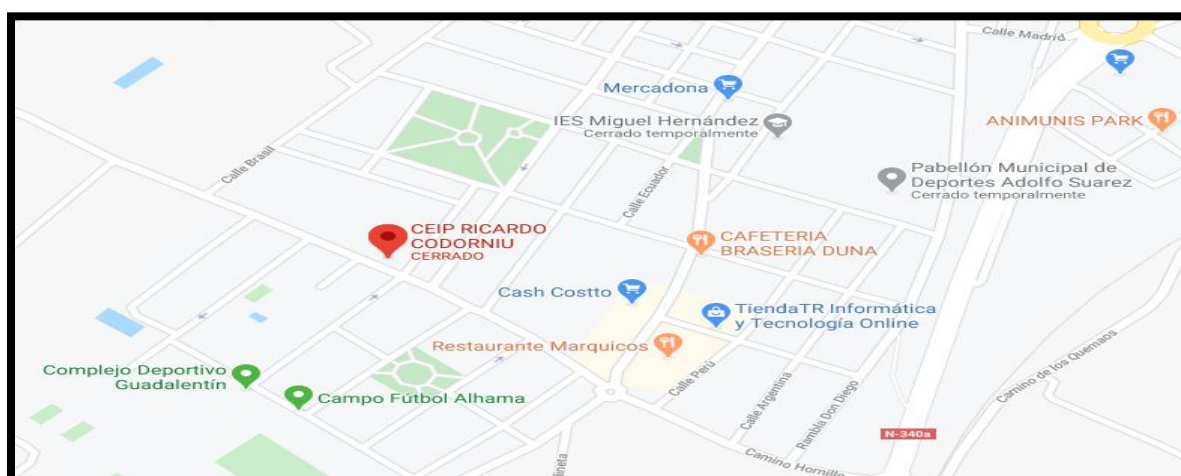 Calle Madrid
Mercadona
IES Miguel Hernández
Cerrado temporalmente
ANIMUNIS PARK
Calle Brasil
Pabellón Municipal de
Deportes Adolfo Suarez
Cerrado temporalmente
Calle Ecuador
CEIP RICARDO
CODORNIU
CERRADO
CAFETERIA
BRASERIA DUNA
Cash Costto
TiendaTR Informática
y Tecnología Online
Restaurante Marquicos
Complejo Deportivo
Guadalentín
Campo Fútbol Alhama
Calle Perú
Calle Argentina
Rambla Don Diego
Camino de los Quemaos
N-340a
Camino Hornillo